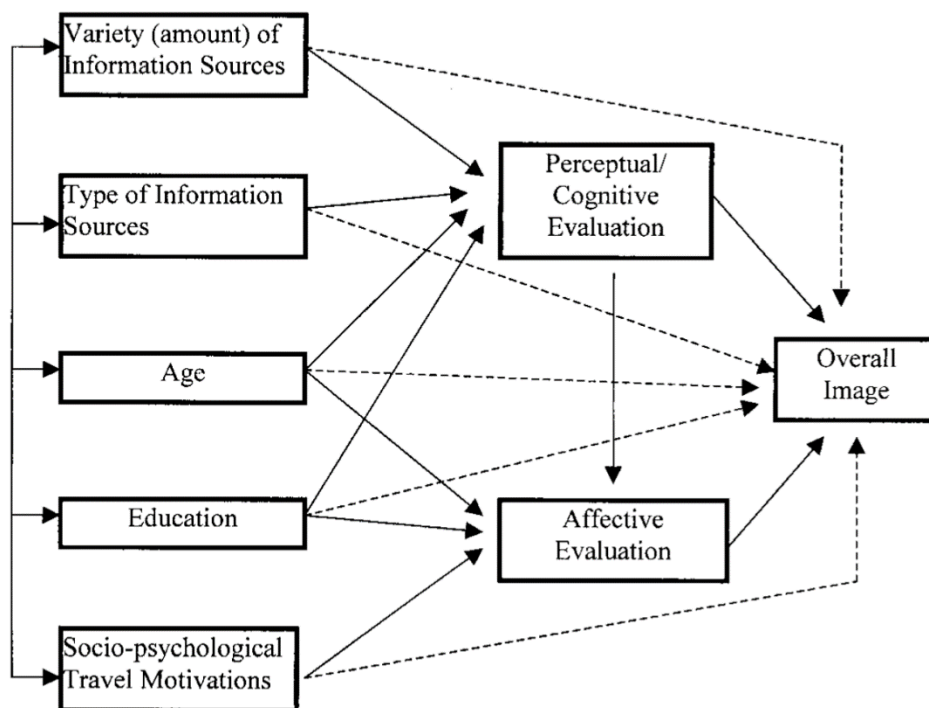 Variety (amount) of
Information Sources
Type of Information
Sources
Age
Education
Socio-psychological
Travel Motivations
Perceptual/
Cognitive
Evaluation
Affective
Evaluation
Overall
Image